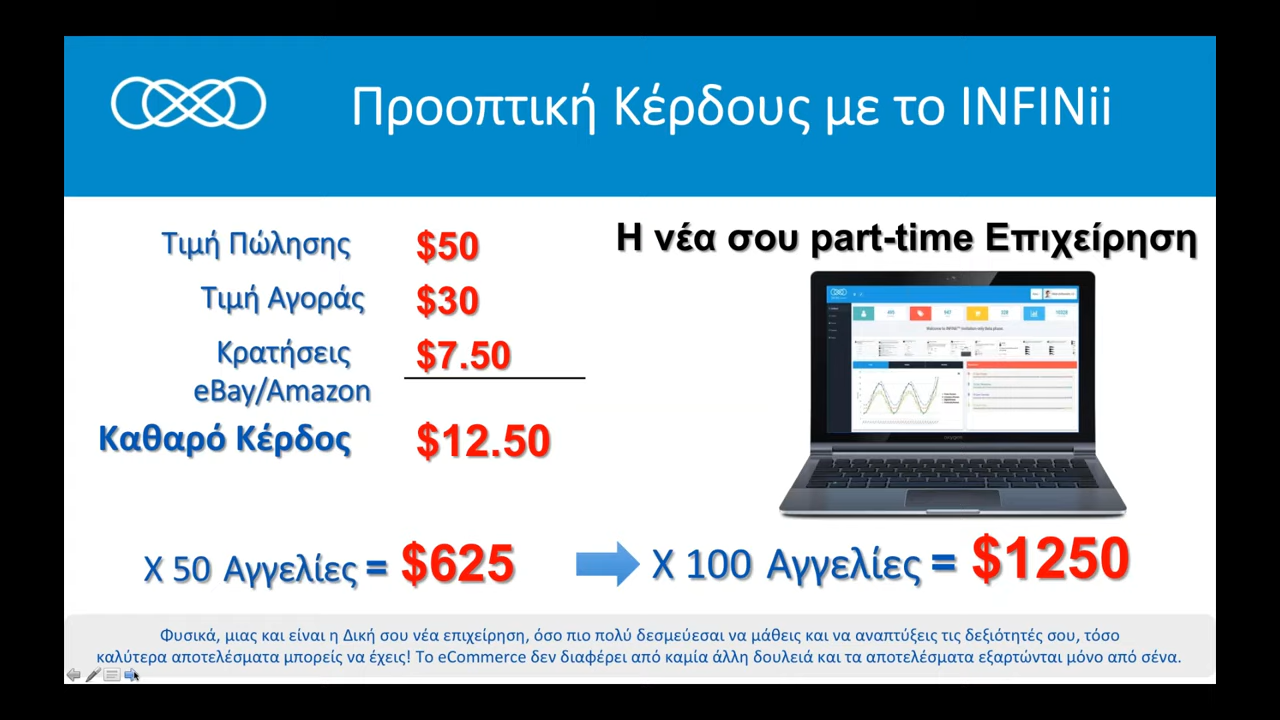 Προοπτική Κέρδους με το INFINii
Τιμή Πώλησης $50
Τιμή Αγοράς $30
Κρατήσεις $7.50
eBay/Amazon
Καθαρό Κέρδος $12.50
Η νέα σου part-time Επιχείρηση
X 50 Αγγελίες = $625
X 100 Αγγελίες = $1250
Φυσικά, μιας και είναι η Δική σου νέα επιχείρηση, όσο πιο πολύ δεσμεύεσαι να μάθεις και να αναπτύξεις τις δεξιότητές σου, τόσο
καλύτερα αποτελέσματα μπορείς να έχεις! Το eCommerce δεν διαφέρει από καμία άλλη δουλειά και τα αποτελέσματα εξαρτώνται μόνο από σένα.